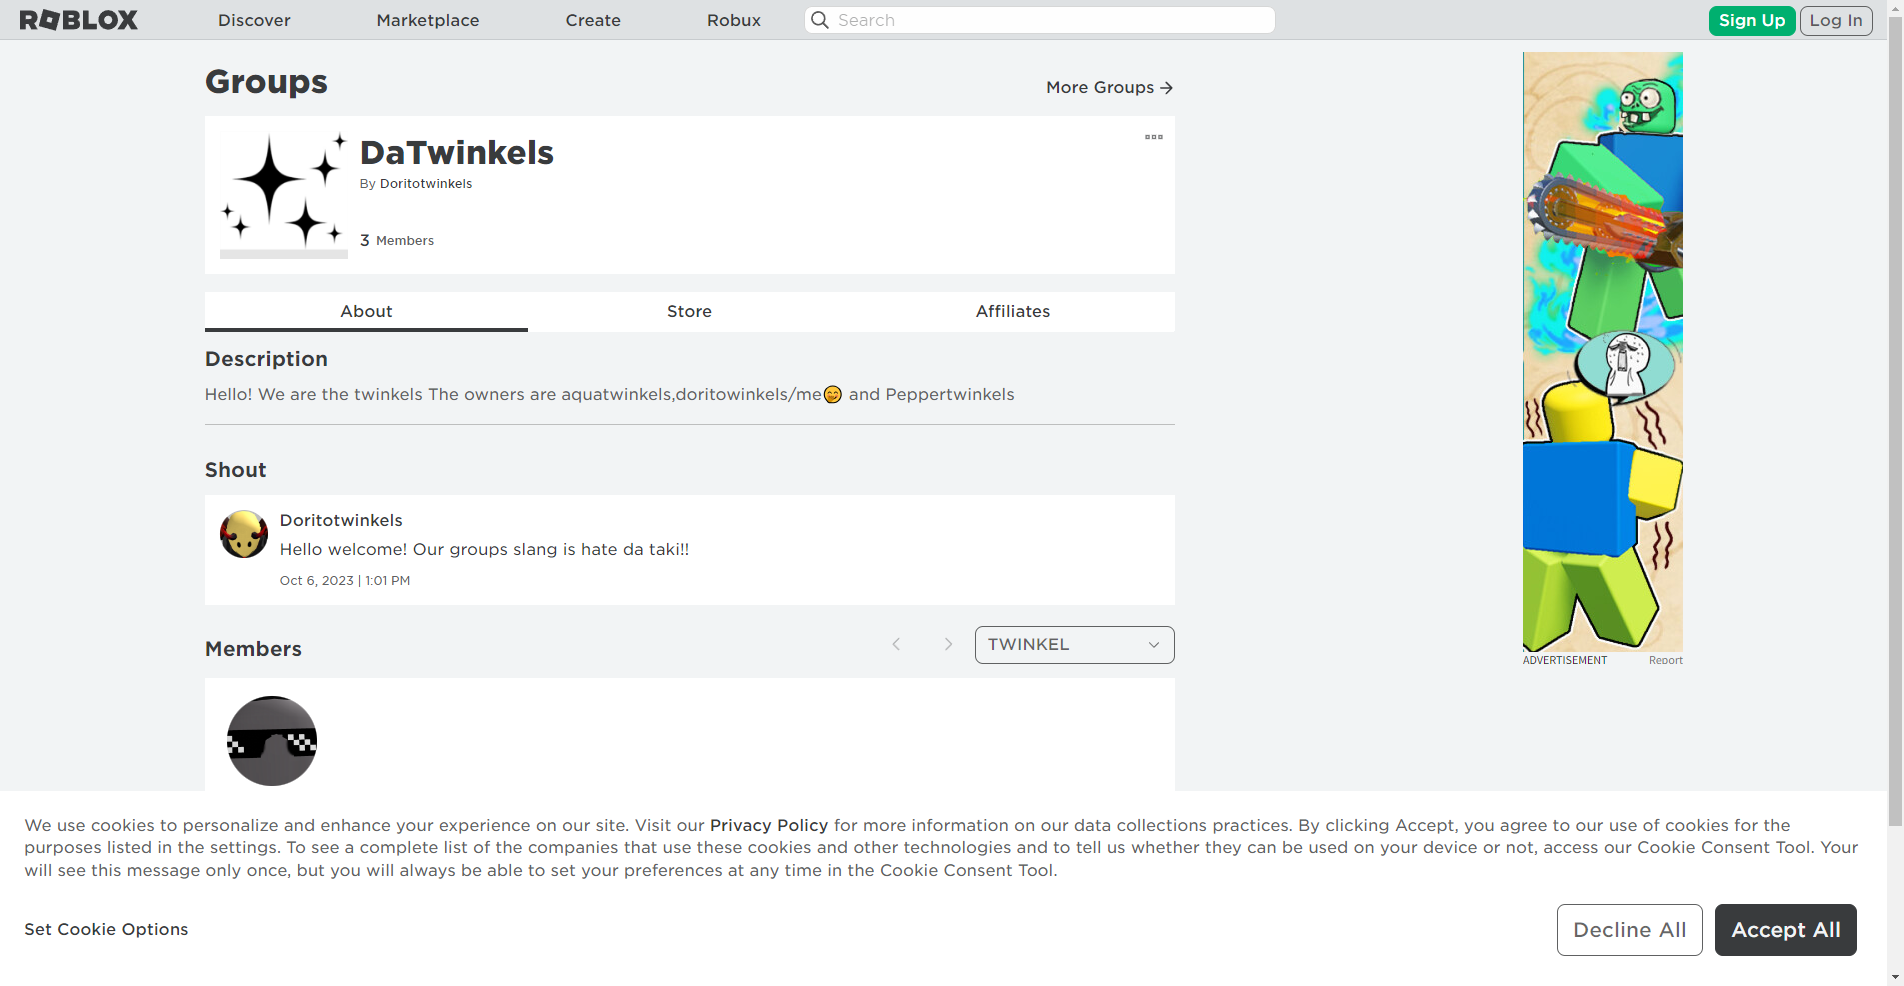 ROBLOX Discover Marketplace Create Robux Search Sign Up Log In
Groups
More Groups
DaTwinkels
By Doritotwinkels
3 Members
About Store Affiliates
Description
Hello! We are the twinkels The owners are aquatwinkels,doritowinkels/me😊 and Peppertwinkels
Shout
Doritotwinkels
Hello welcome! Our groups slang is hate da taki!!
Oct 6, 2023 | 1:01 PM
Members
TWINKEL
ADVERTISEMENT Report
We use cookies to personalize and enhance your experience on our site. Visit our Privacy Policy for more information on our data collections practices. By clicking Accept, you agree to our use of cookies for the
purposes listed in the settings. To see a complete list of the companies that use these cookies and other technologies and to tell us whether they can be used on your device or not, access our Cookie Consent Tool. Your
will see this message only once, but you will always be able to set your preferences at any time in the Cookie Consent Tool.
Set Cookie Options
Decline All
Accept All